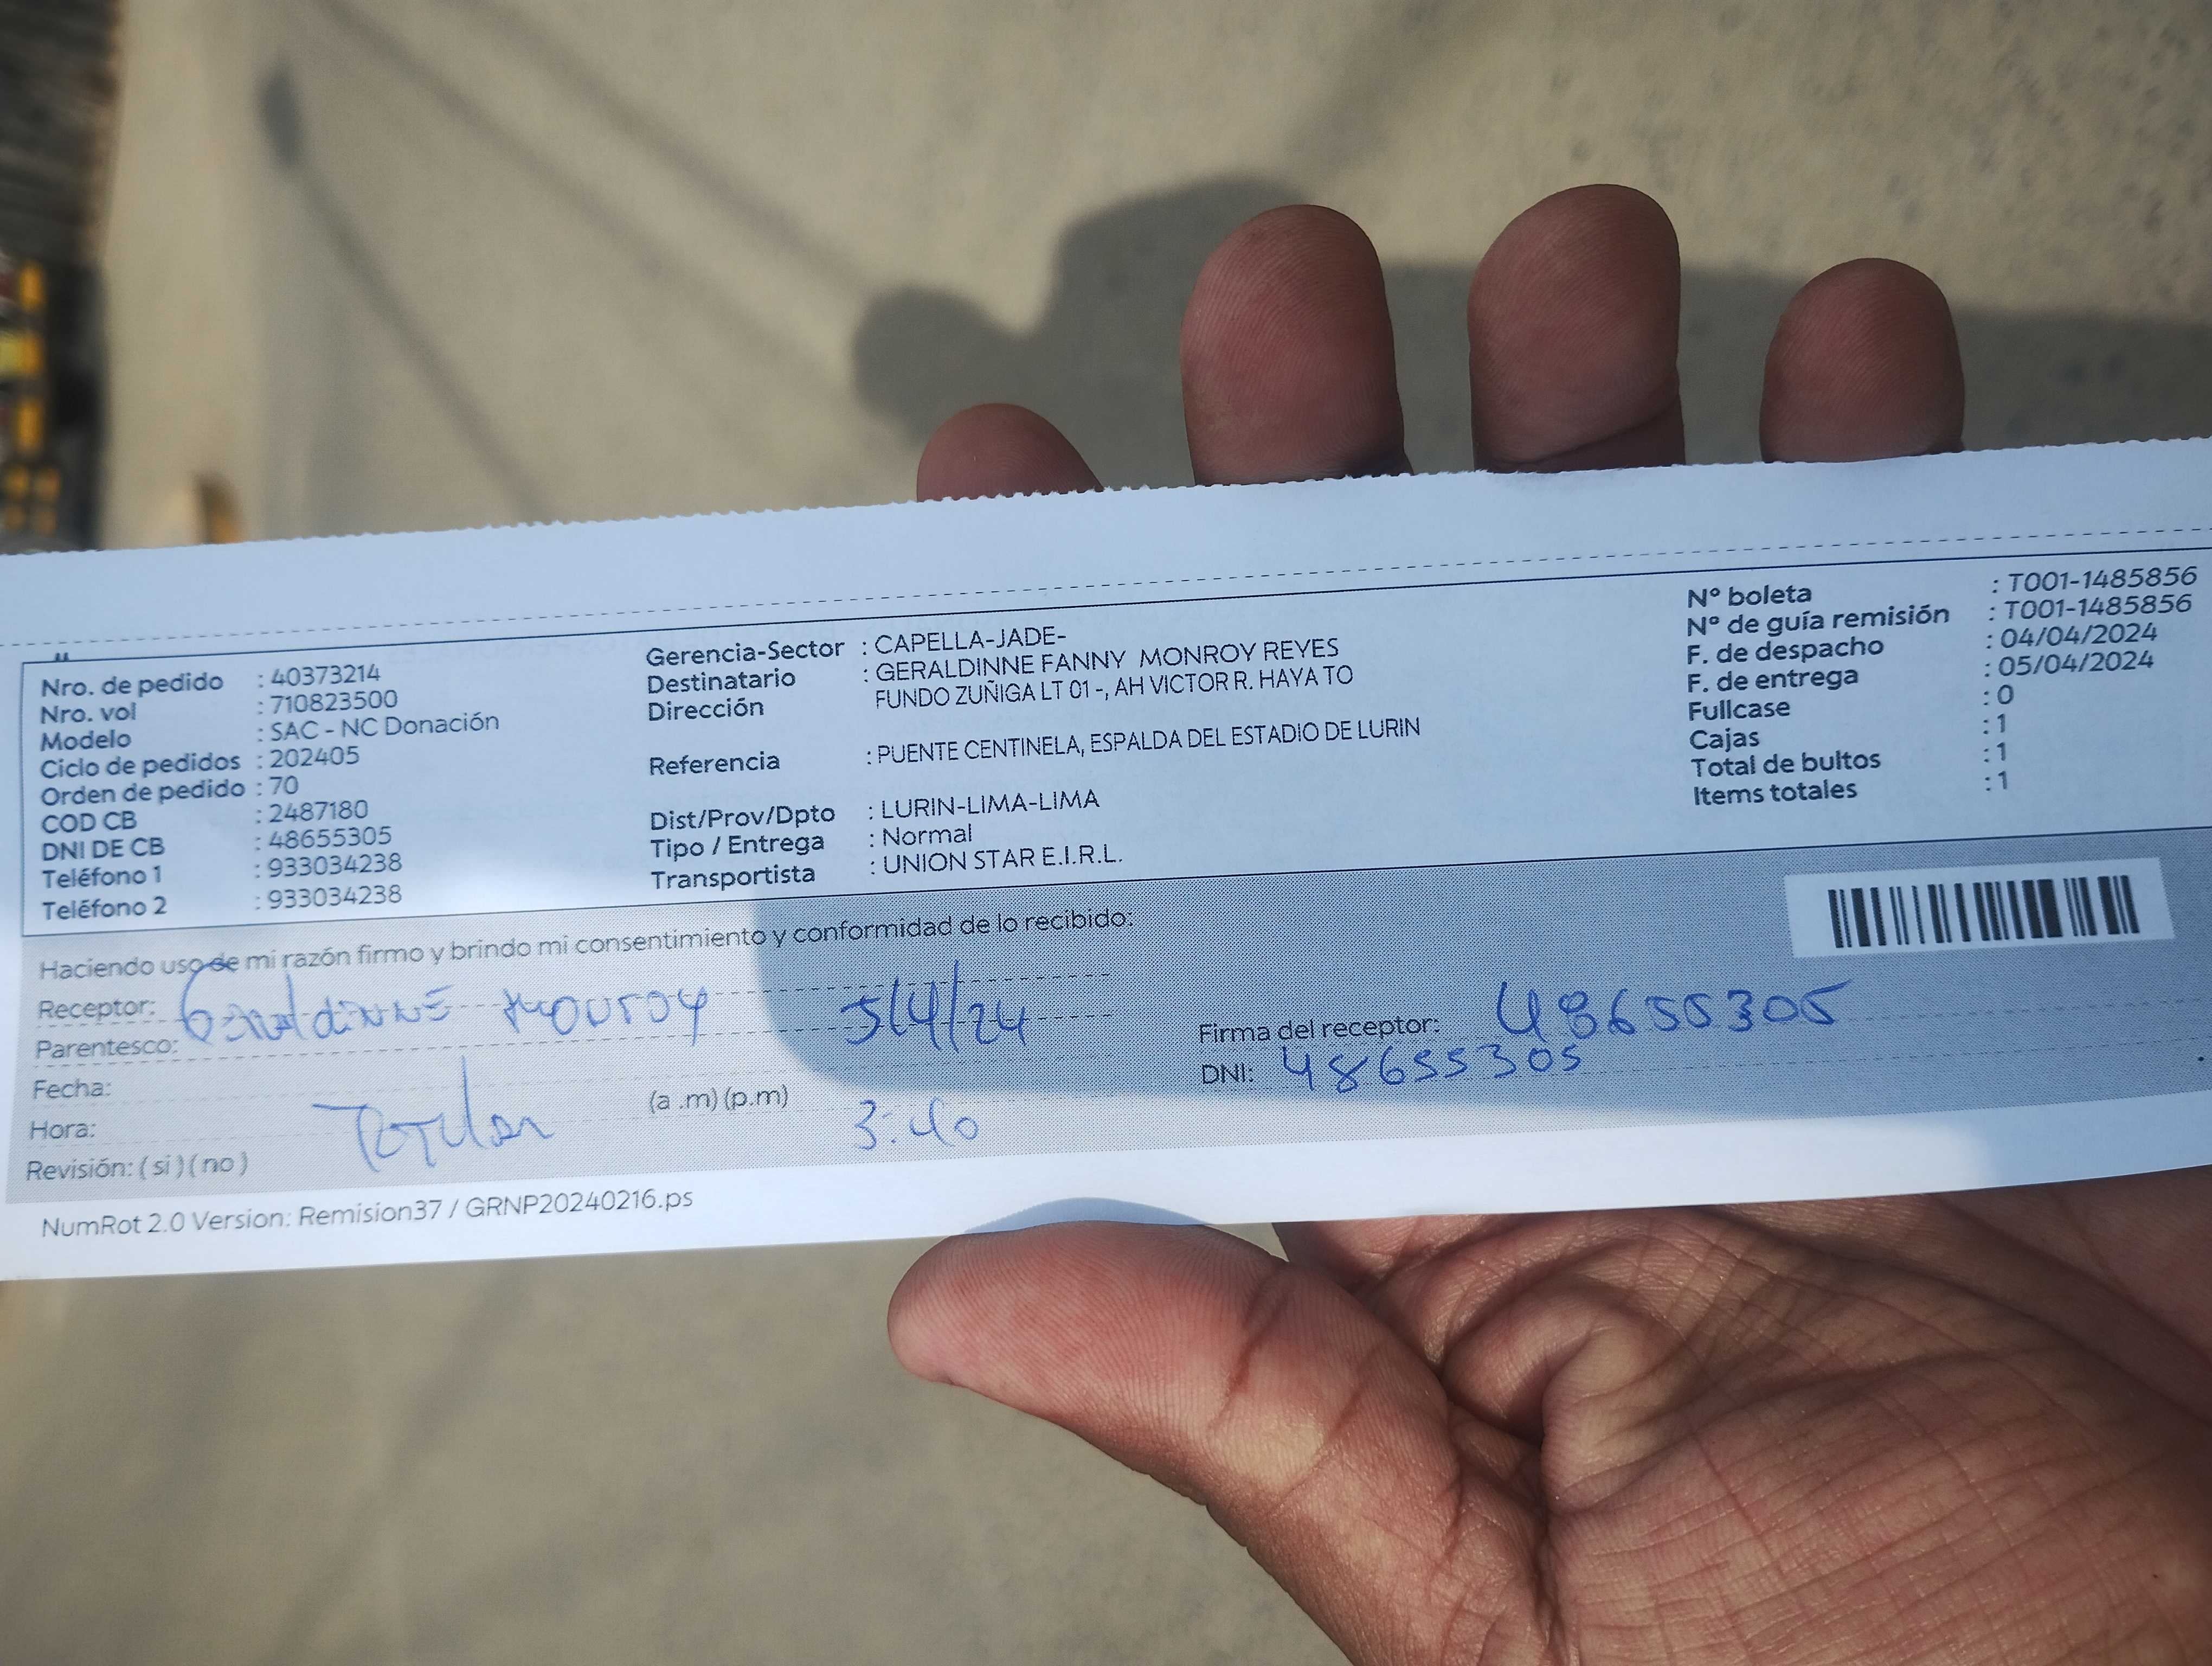 Nro. de pedido : 40373214
Nro. vol : 710823500
Modelo : SAC - NC Donación
Ciclo de pedidos : 202405
Orden de pedido : 70
COD CB : 2487180
DNI DE CB : 48655305
Teléfono 1 : 933034238
Teléfono 2 : 933034238
Gerencia-Sector : CAPELLA-JADE-
Destinatario : GERALDINNE FANNY MONROY REYES
Dirección FUNDO ZUÑIGA LT 01 -, AH VICTOR R. HAYA TO
Referencia : PUENTE CENTINELA, ESPALDA DEL ESTADIO DE LURIN
Dist/Prov/Dpto : LURIN-LIMA-LIMA
Tipo / Entrega : Normal
Transportista : UNION STAR E.I.R.L.
Nº boleta : T001-1485856
Nº de guía remisión : T001-1485856
F. de despacho : 04/04/2024
F. de entrega : 05/04/2024
Fullcase : 0
Cajas : 1
Total de bultos : 1
Items totales : 1
Haciendo uso de mi razón firmo y brindo mi consentimiento y conformidad de lo recibido:
Receptor: Geraldinne Monroy
Parentesco: 5/4/24
Fecha:
Hora: Titular (a .m) (p.m) 3:40
Revisión: ( si ) ( no )
Firma del receptor: 48655305
DNI: 48655305
NumRot 2.0 Version: Remision37 / GRNP20240216.ps